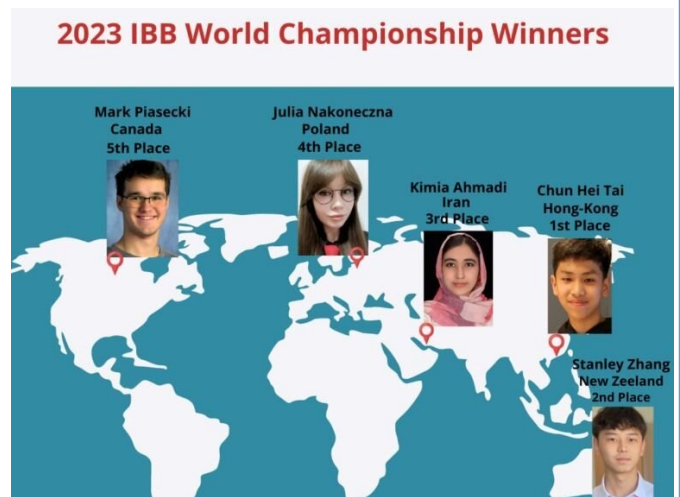 2023 IBB World Championship Winners
Mark Piasecki
Canada
5th Place
Julia Nakoneczna
Poland
4th Place
Kimia Ahmadi
Iran
3rd Place
Chun Hei Tai
Hong-Kong
1st Place
Stanley Zhang
New Zeeland
2nd Place